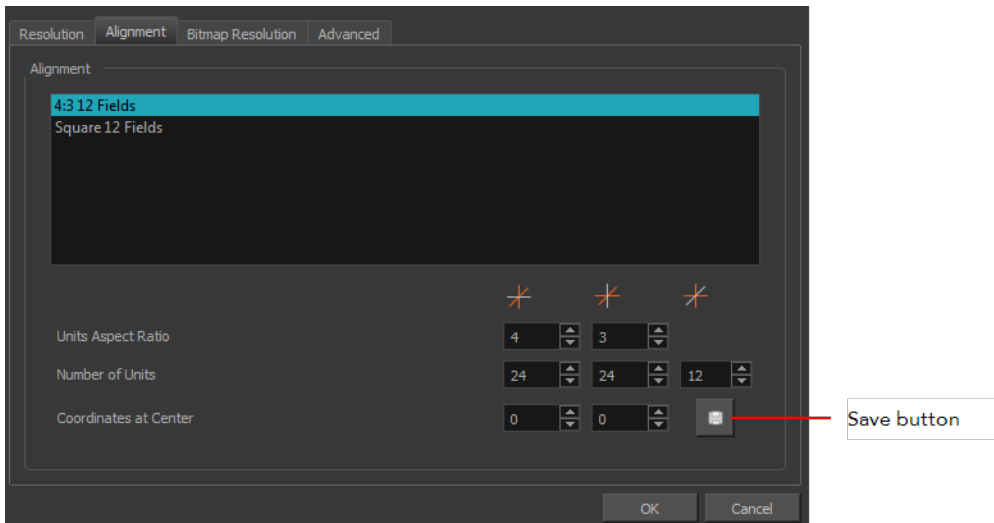 Resolution Alignment Bitmap Resolution Advanced
Alignment
4:3 12 Fields
Square 12 Fields
Units Aspect Ratio 4 3
Number of Units 24 24 12
Coordinates at Center 0 0
Save button
OK Cancel